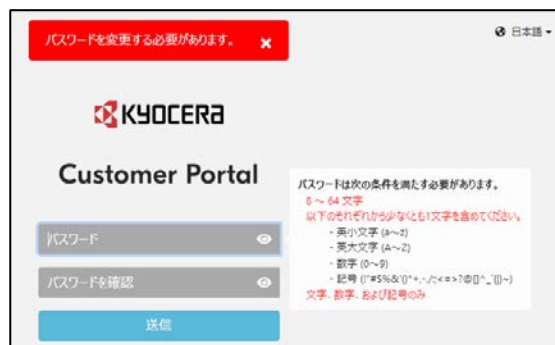 パスワードを変更する必要があります。 ×
日本語
KYOCERA
Customer Portal
パスワードは次の条件を満たす必要があります。
8 ～ 64 文字
以下のそれぞれから少なくとも1文字を含めてください。
- 英小文字 (a～z)
- 英大文字 (A～Z)
- 数字 (0～9)
- 記号 (!"#$%&'()*+,-./:;<=>?@[]^_`{|}~)
文字、数字、および記号のみ
パスワード
パスワードを確認
送信